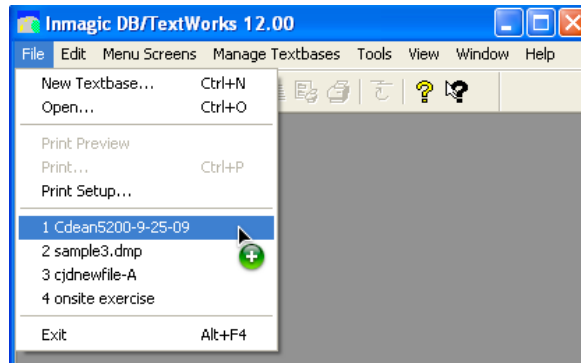 Inmagic DB/TextWorks 12.00
File Edit Menu Screens Manage Textbases Tools View Window Help
New Textbase... Ctrl+N
Open... Ctrl+O
Print Preview
Print... Ctrl+P
Print Setup...
1 Cdean5200-9-25-09
2 sample3.dmp
3 cjdnewfile-A
4 onsite exercise
Exit Alt+F4